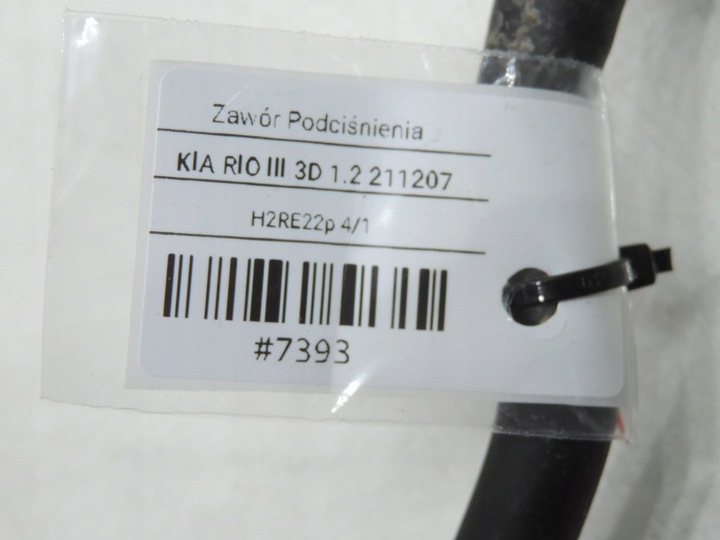 Zawór Podciśnienia
KIA RIO III 3D 1.2 211207
H2RE22p 4/1
#7393